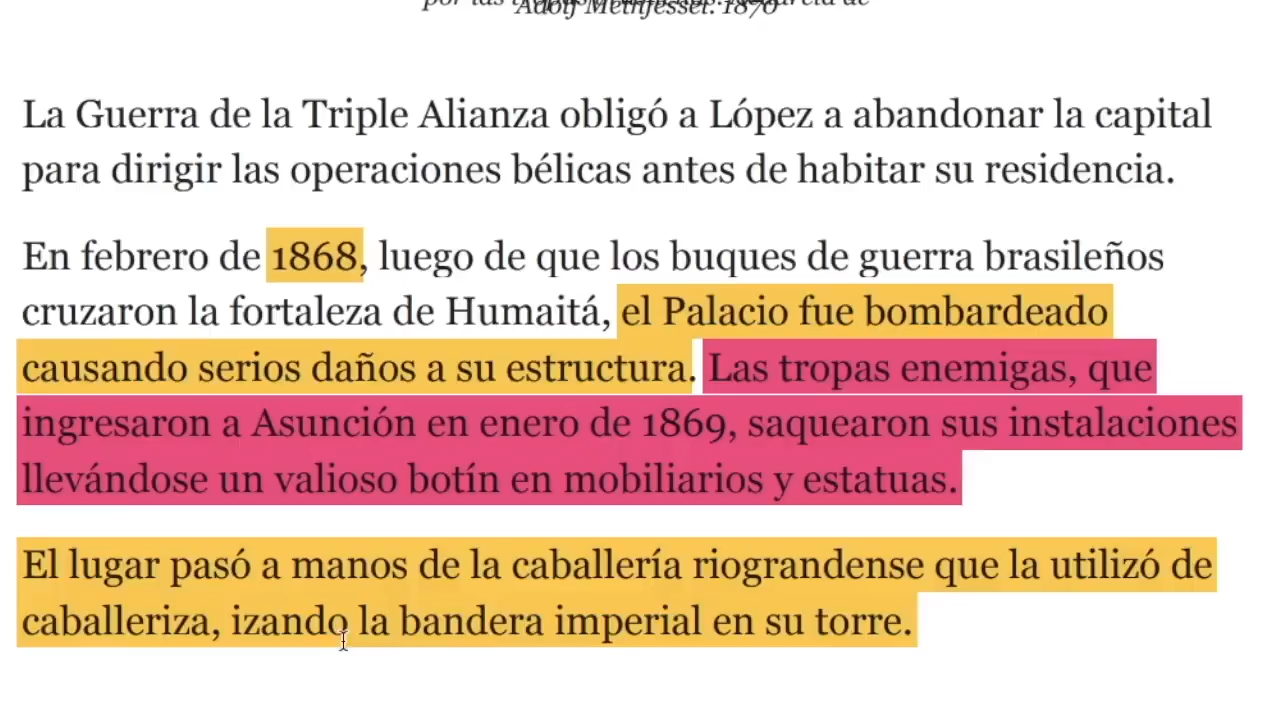 Adolf Methfessel. 1870
La Guerra de la Triple Alianza obligó a López a abandonar la capital
para dirigir las operaciones bélicas antes de habitar su residencia.
En febrero de 1868, luego de que los buques de guerra brasileños
cruzaron la fortaleza de Humaitá, el Palacio fue bombardeado
causando serios daños a su estructura. Las tropas enemigas, que
ingresaron a Asunción en enero de 1869, saquearon sus instalaciones
llevándose un valioso botín en mobiliarios y estatuas.
El lugar pasó a manos de la caballería riograndense que la utilizó de
caballeriza, izando la bandera imperial en su torre.